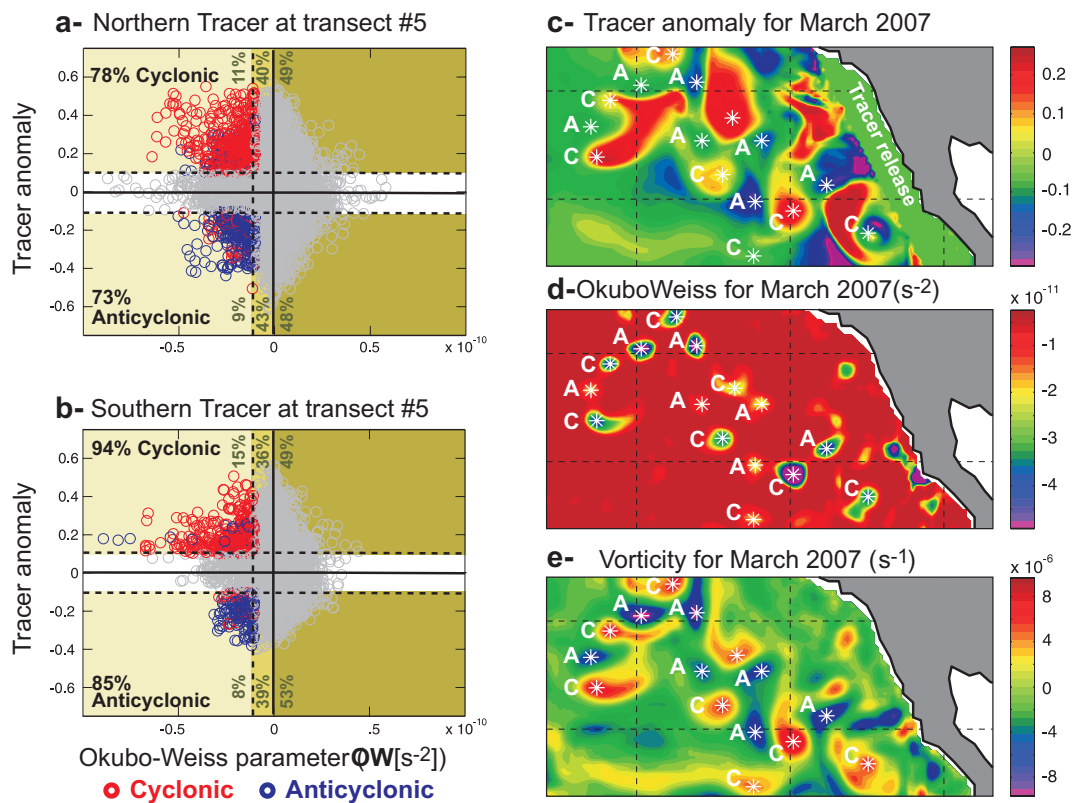 a- Northern Tracer at transect #5
78% Cyclonic
11%
40%
49%
0.6
0.4
0.2
0
-0.2
-0.4
-0.6
Tracer anomaly
73%
Anticyclonic
9%
43%
48%
-0.5
0
0.5
x 10-10
b- Southern Tracer at transect #5
94% Cyclonic
15%
36%
49%
0.6
0.4
0.2
0
-0.2
-0.4
-0.6
Tracer anomaly
85%
Anticyclonic
8%
39%
53%
-0.5
0
0.5
x 10-10
Okubo-Weiss parameter OW[s-2])
Cyclonic
Anticyclonic
c- Tracer anomaly for March 2007
C
A
A
C
A
A
A
C
C
A
A
C
C
C
Tracer release
0.2
0.1
0
-0.1
-0.2
d- OkuboWeiss for March 2007(s-2)
C
A
A
C
A
C
A
A
C
C
A
A
C
C
C
x 10-11
-1
-2
-3
-4
e- Vorticity for March 2007 (s-1)
C
A
A
C
A
C
A
A
C
C
A
A
C
C
C
x 10-6
8
4
0
-4
-8